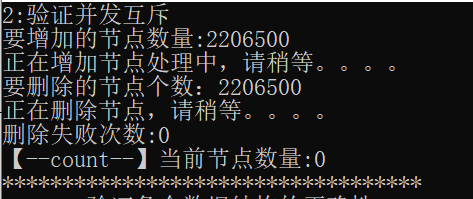 2:验证并发互斥
要增加的节点数量:2206500
正在增加节点处理中，请稍等。。。。
要删除的节点个数：2206500
正在删除节点，请稍等。。。。
删除失败次数:0
【--count--】当前节点数量:0
***********************************